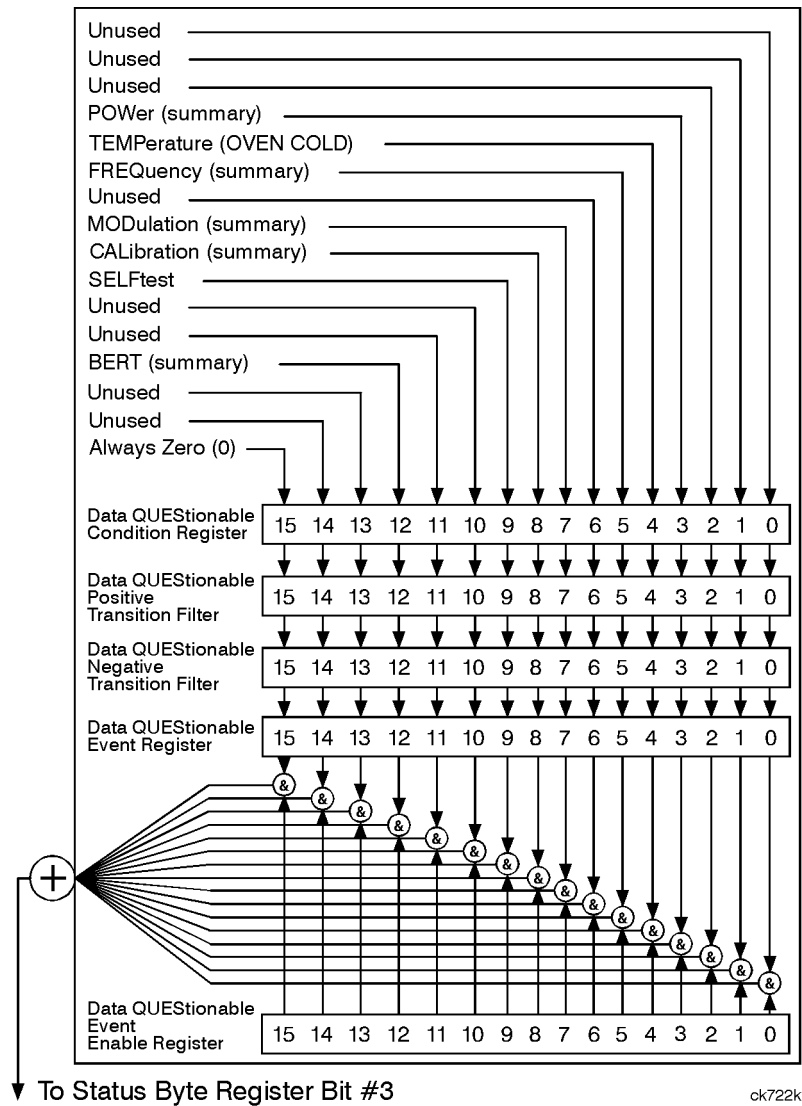 Unused
Unused
Unused
POWer (summary)
TEMPerature (OVEN COLD)
FREQuency (summary)
Unused
MODulation (summary)
CALibration (summary)
SELFtest
Unused
Unused
BERT (summary)
Unused
Unused
Always Zero (0)
Data QUEStionable
Condition Register
15 14 13 12 11 10 9 8 7 6 5 4 3 2 1 0
Data QUEStionable
Positive
Transition Filter
15 14 13 12 11 10 9 8 7 6 5 4 3 2 1 0
Data QUEStionable
Negative
Transition Filter
15 14 13 12 11 10 9 8 7 6 5 4 3 2 1 0
Data QUEStionable
Event Register
15 14 13 12 11 10 9 8 7 6 5 4 3 2 1 0
& & & & & & & & & & & & & & & &
+
Data QUEStionable
Event
Enable Register
15 14 13 12 11 10 9 8 7 6 5 4 3 2 1 0
To Status Byte Register Bit #3
ck722k